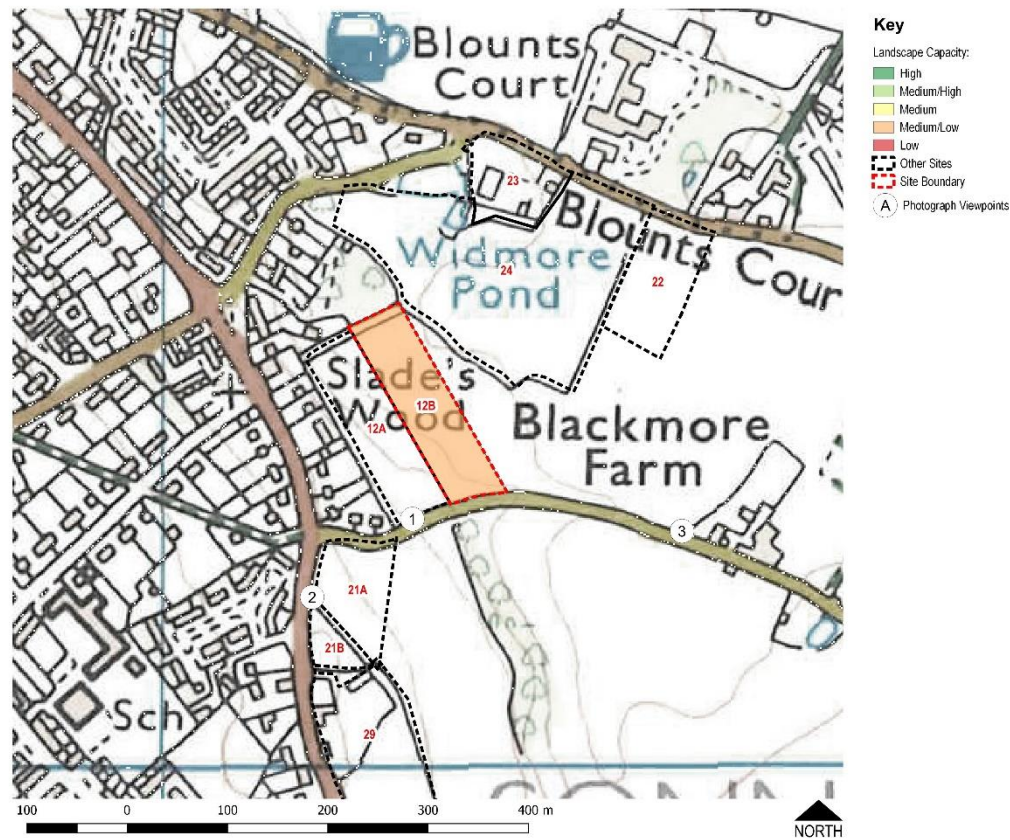 Blounts
Court
23
Blounts Cour
Widmore
Pond
24
22
Slade's
Wood
12A
12B
Blackmore
Farm
1
3
2
21A
21B
Sch
29
100 0 100 200 300 400 m
NORTH
Key
Landscape Capacity:
High
Medium/High
Medium
Medium/Low
Low
Other Sites
Site Boundary
A Photograph Viewpoints